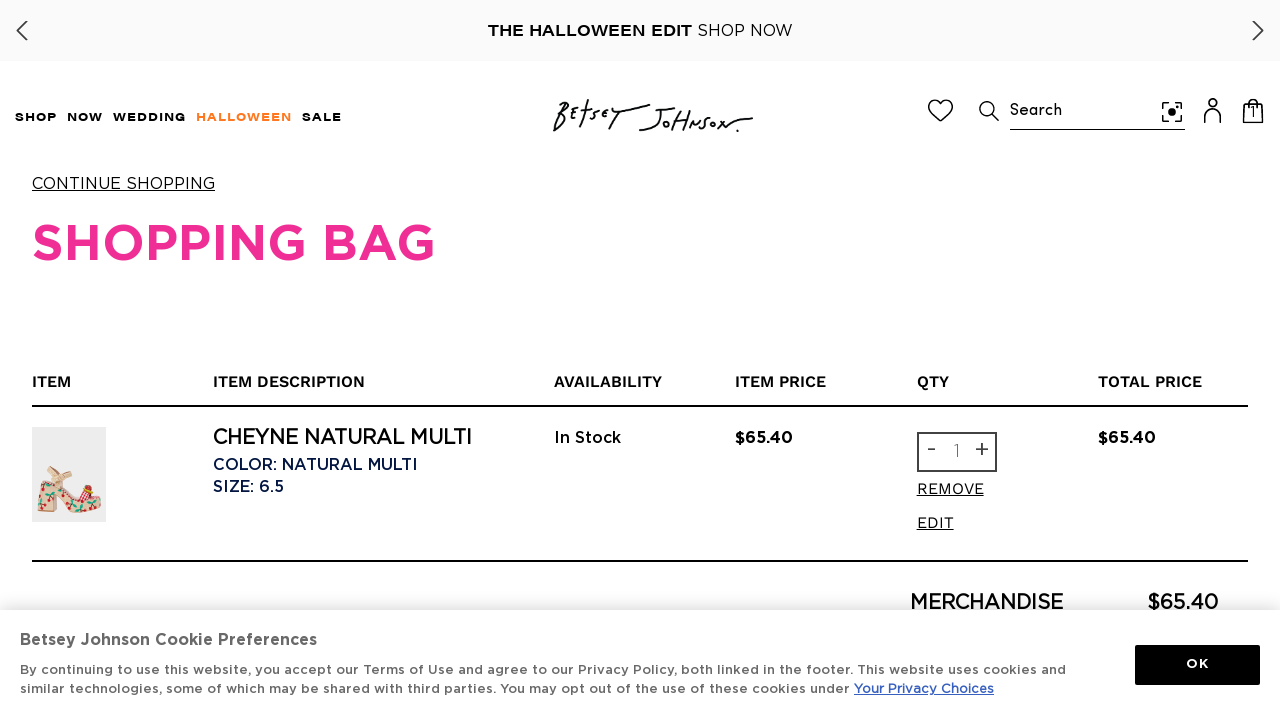 THE HALLOWEEN EDIT SHOP NOW
SHOP NOW WEDDING HALLOWEEN SALE
Betsey Johnson
Search
1
CONTINUE SHOPPING
SHOPPING BAG
ITEM ITEM DESCRIPTION AVAILABILITY ITEM PRICE QTY TOTAL PRICE
CHEYNE NATURAL MULTI In Stock $65.40 - 1 + $65.40
COLOR: NATURAL MULTI
SIZE: 6.5
REMOVE
EDIT
MERCHANDISE $65.40
Betsey Johnson Cookie Preferences
By continuing to use this website, you accept our Terms of Use and agree to our Privacy Policy, both linked in the footer. This website uses cookies and
similar technologies, some of which may be shared with third parties. You may opt out of the use of these cookies under Your Privacy Choices
OK